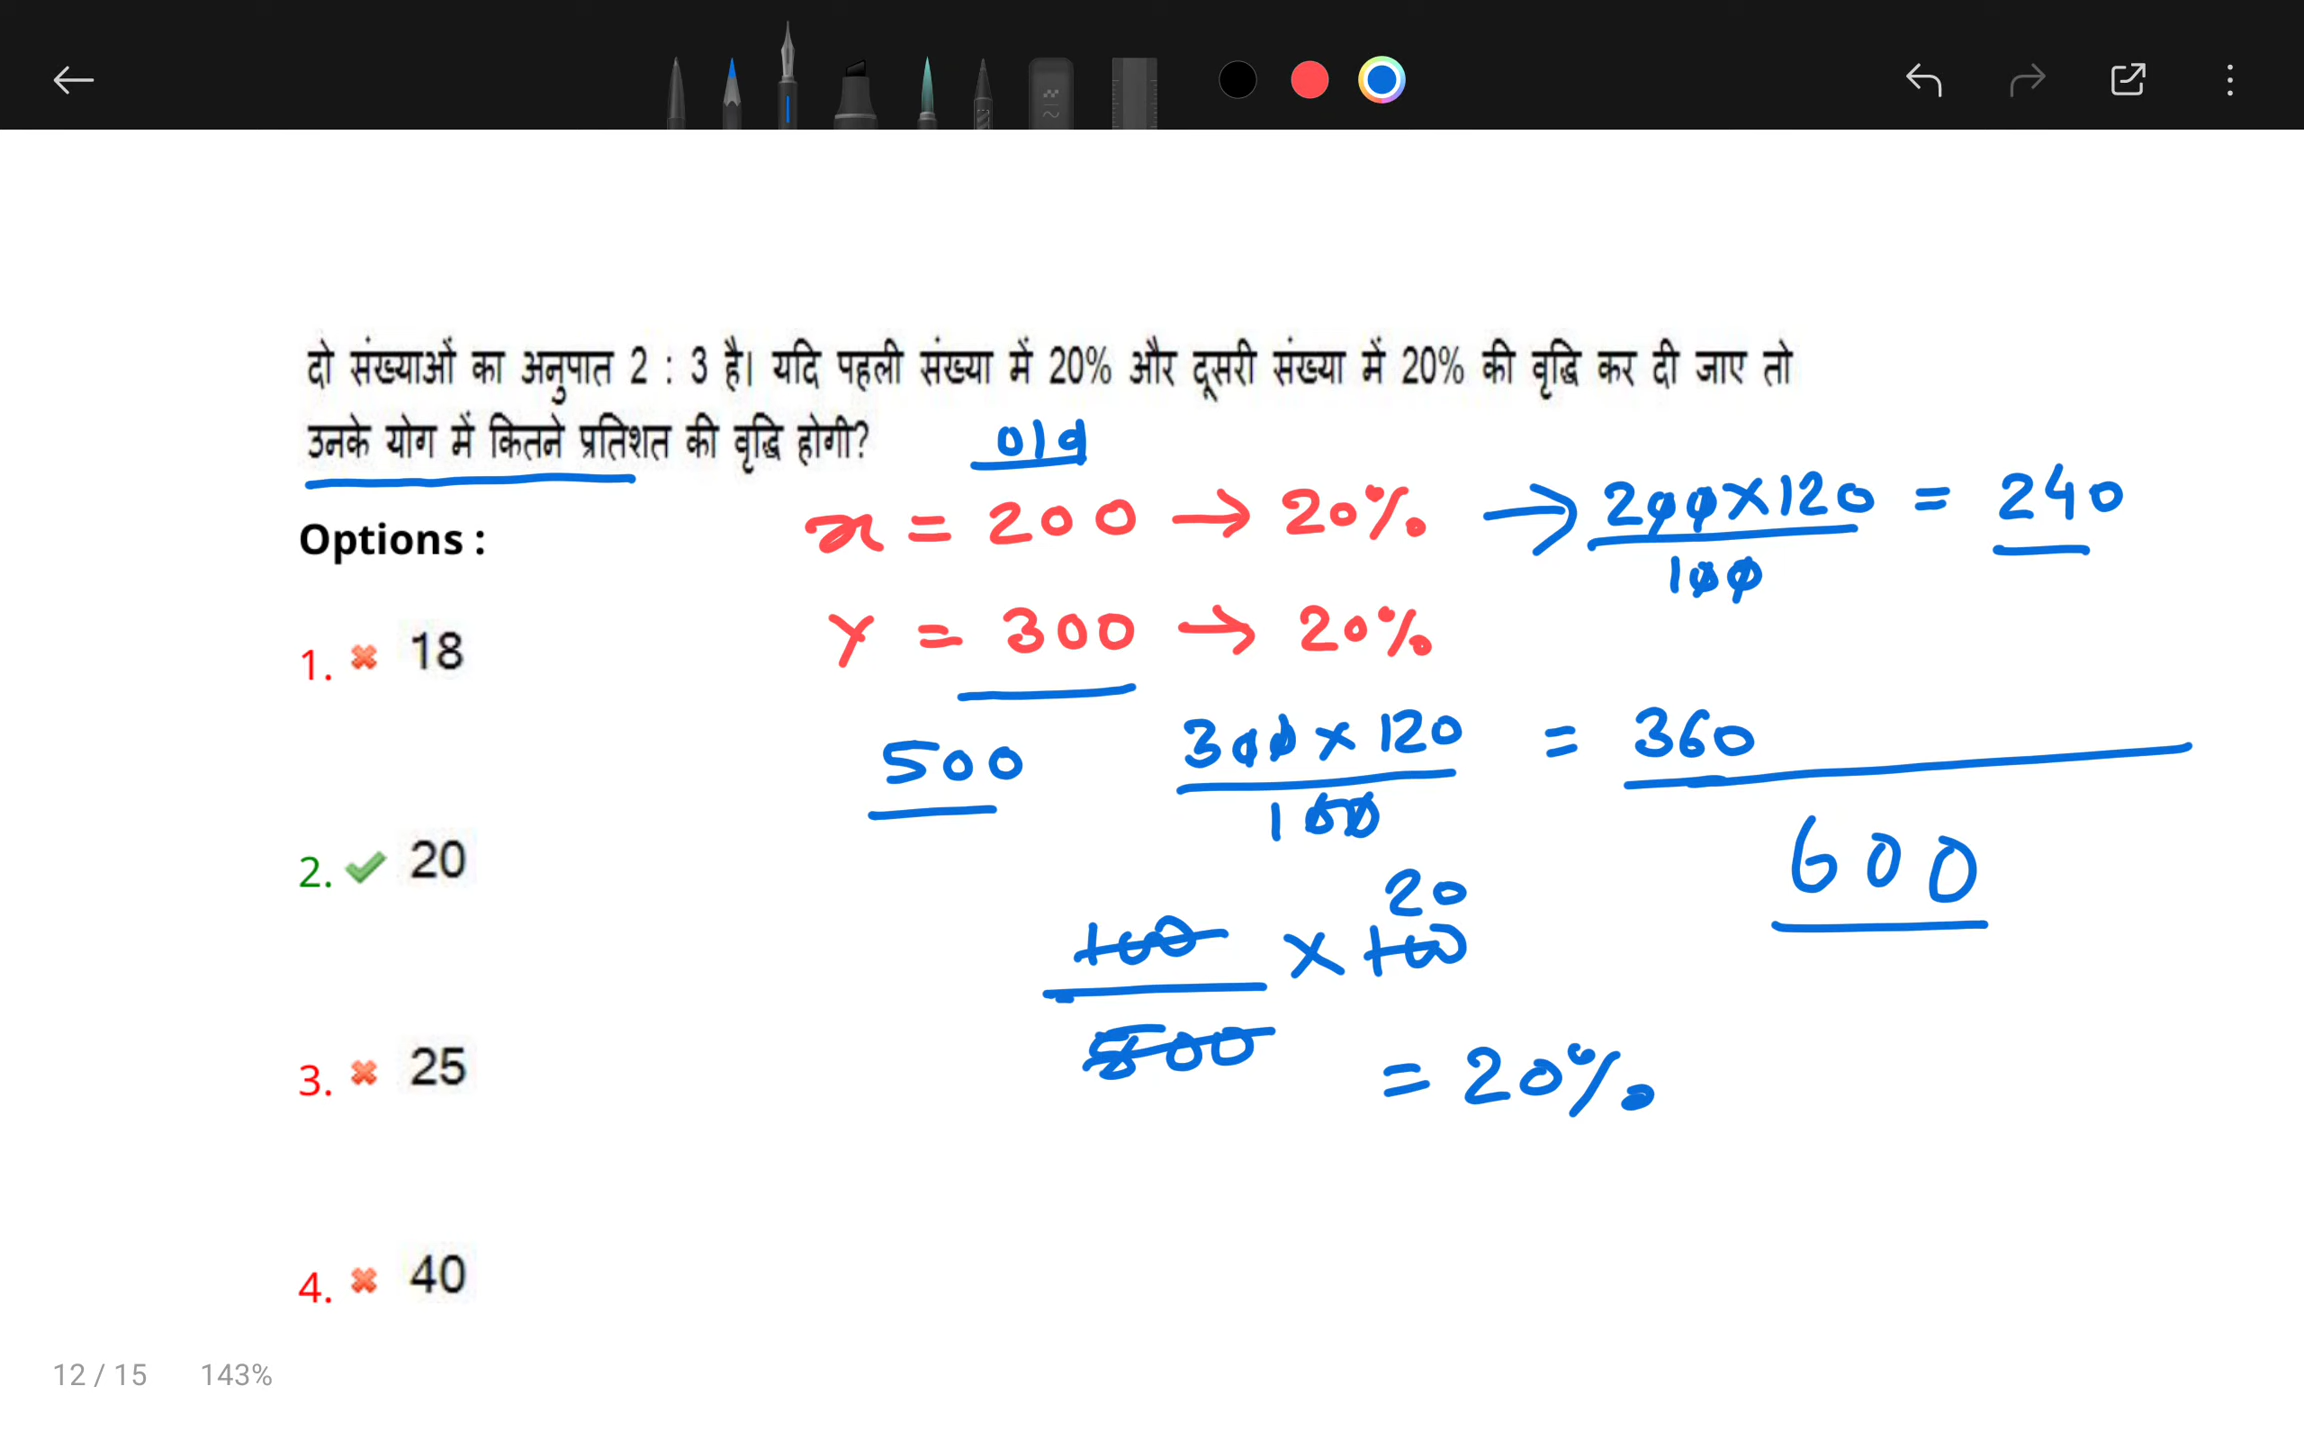 दो संख्याओं का अनुपात 2 : 3 है। यदि पहली संख्या में 20% और दूसरी संख्या में 20% की वृद्धि कर दी जाए तो
उनके योग में कितने प्रतिशत की वृद्धि होगी?
old
Options :
x = 200 → 20% → 200×120 = 240
100
1. 18
Y = 300 → 20%
500
300 × 120 = 360
100
600
2. 20
20
100 × 100
500
= 20%
3. 25
4. 40
12 / 15 143%